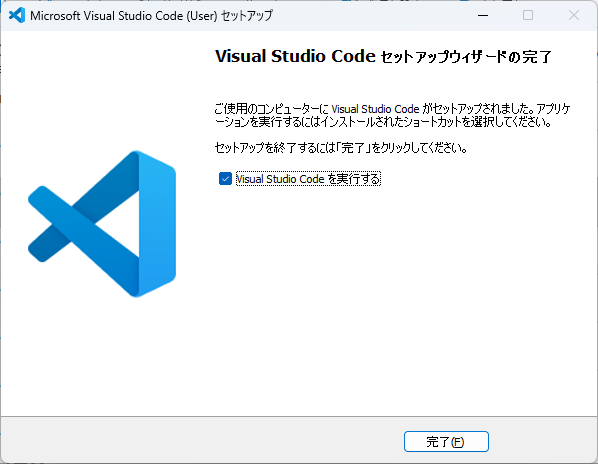 Microsoft Visual Studio Code (User) セットアップ
Visual Studio Code セットアップウィザードの完了
ご使用のコンピューターに Visual Studio Code がセットアップされました。アプリケ
ーションを実行するにはインストールされたショートカットを選択してください。
セットアップを終了するには「完了」をクリックしてください。
Visual Studio Code を実行する
完了(F)